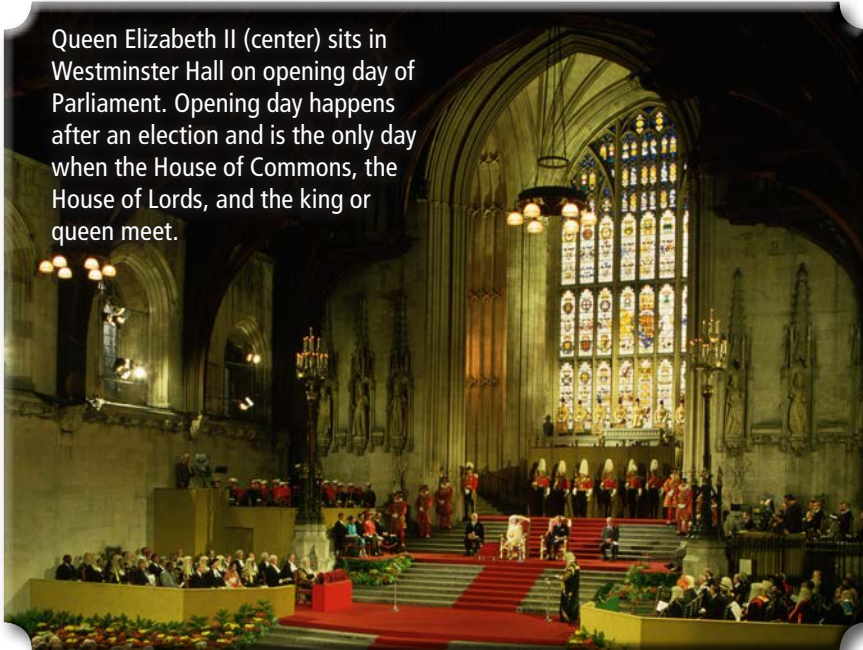 Queen Elizabeth II (center) sits in
Westminster Hall on opening day of
Parliament. Opening day happens
after an election and is the only day
when the House of Commons, the
House of Lords, and the king or
queen meet.